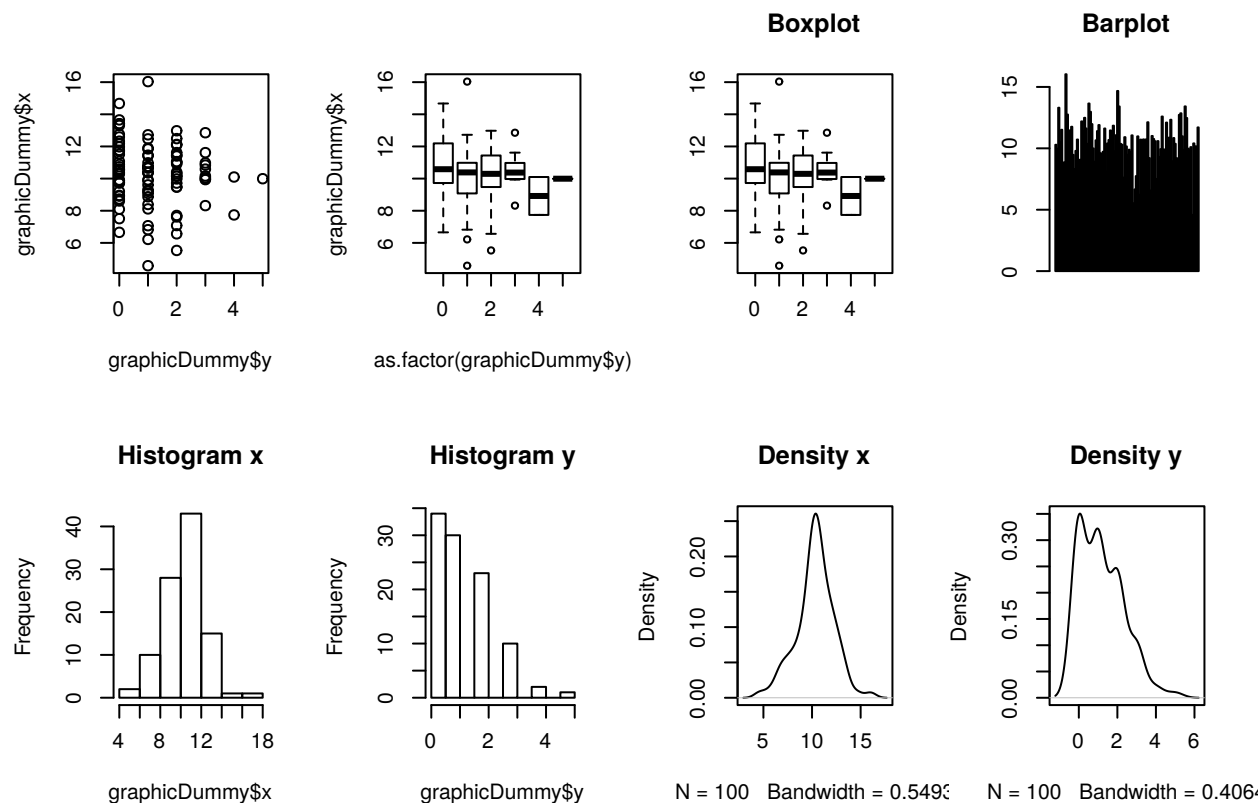 Boxplot
Barplot
graphicDummy$x
6 8 12 16
0 2 4
graphicDummy$y
graphicDummy$x
6 8 12 16
0 2 4
as.factor(graphicDummy$y)
6 8 12 16
0 2 4
0 5 10 15
Histogram x
Histogram y
Density x
Density y
Frequency
0 10 20 30 40
4 8 12 18
graphicDummy$x
Frequency
0 10 30
0 2 4
graphicDummy$y
Density
0.00 0.10 0.20
5 10 15
N = 100 Bandwidth = 0.5493
Density
0.00 0.15 0.30
0 2 4 6
N = 100 Bandwidth = 0.4064